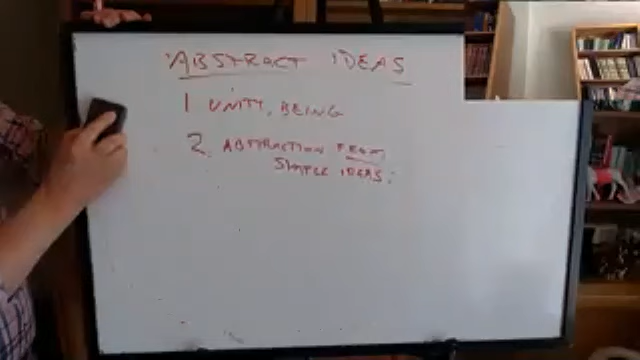 ABSTRACT IDEAS
1 UNITY, BEING
2. ABSTRACTION FROM
SIMPLE IDEAS: